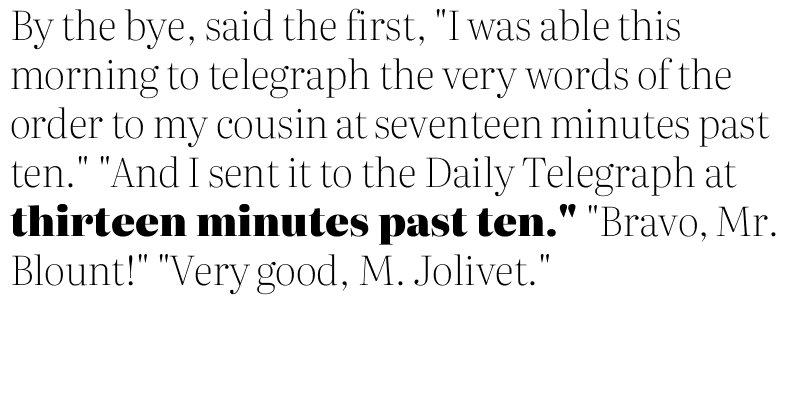 By the bye, said the first, "I was able this
morning to telegraph the very words of the
order to my cousin at seventeen minutes past
ten." "And I sent it to the Daily Telegraph at
thirteen minutes past ten." "Bravo, Mr.
Blount!" "Very good, M. Jolivet."